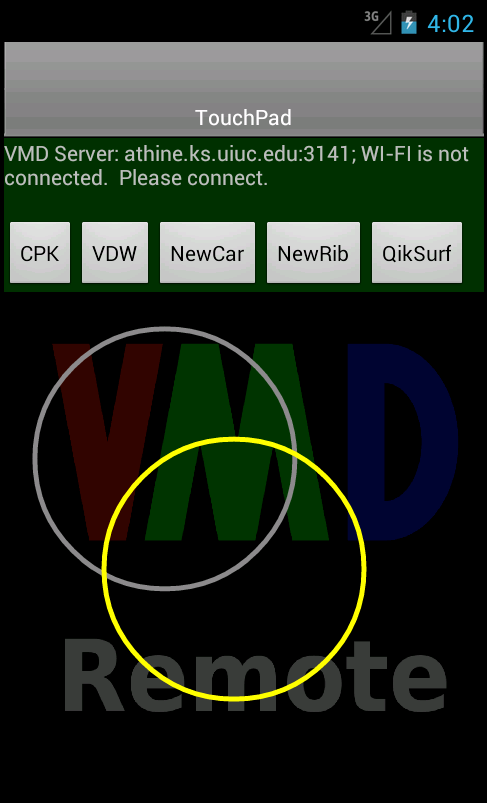 3G 4:02
TouchPad
VMD Server: athine.ks.uiuc.edu:3141; WI-FI is not
connected.  Please connect.
CPK VDW NewCar NewRib QikSurf
VMD
Remote